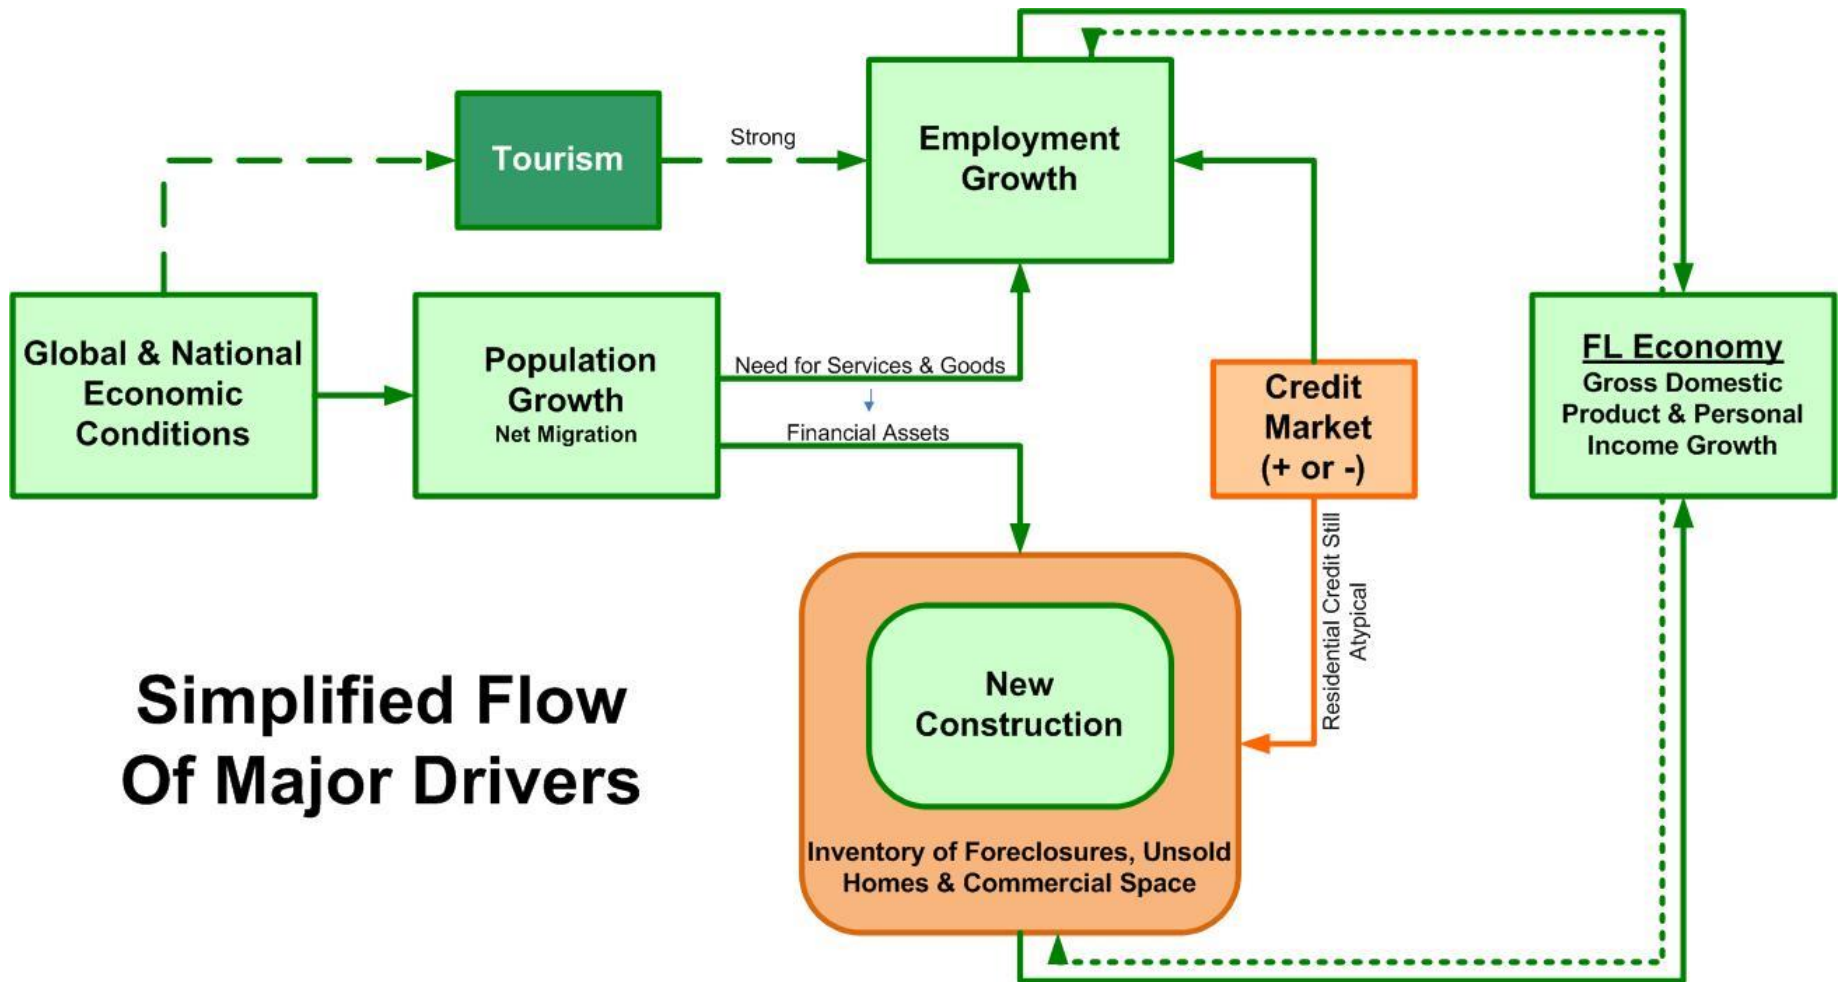 Tourism
Strong
Employment
Growth
Global & National
Economic
Conditions
Population
Growth
Net Migration
Need for Services & Goods
Financial Assets
Credit
Market
(+ or -)
FL Economy
Gross Domestic
Product & Personal
Income Growth
Residential Credit Still
Atypical
New
Construction
Inventory of Foreclosures, Unsold
Homes & Commercial Space
Simplified Flow
Of Major Drivers